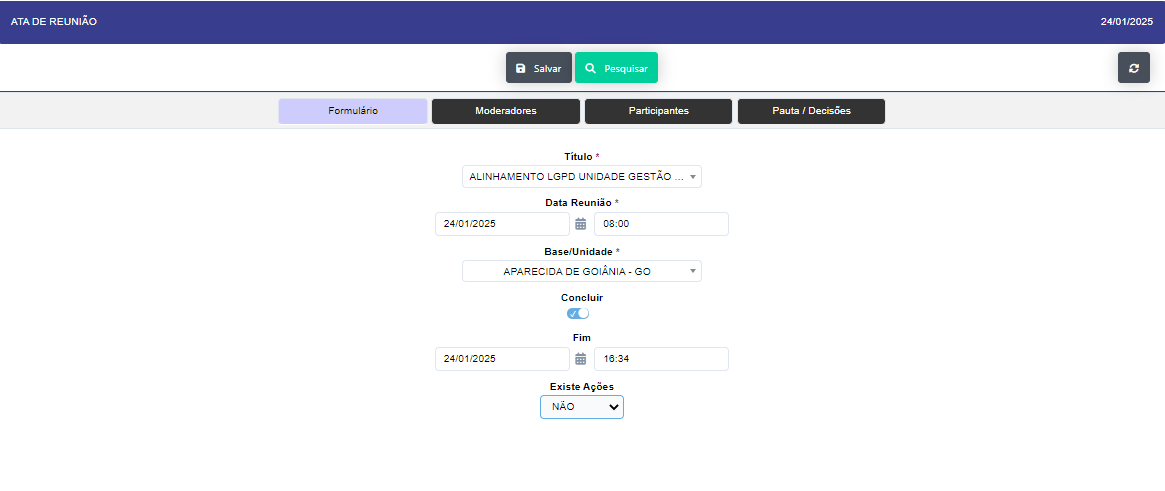 ATA DE REUNIÃO 24/01/2025
Salvar Pesquisar
Formulário Moderadores Participantes Pauta / Decisões
Título *
ALINHAMENTO LGPD UNIDADE GESTÃO ...
Data Reunião *
24/01/2025 08:00
Base/Unidade *
APARECIDA DE GOIÂNIA - GO
Concluir
Fim
24/01/2025 16:34
Existe Ações
NÃO